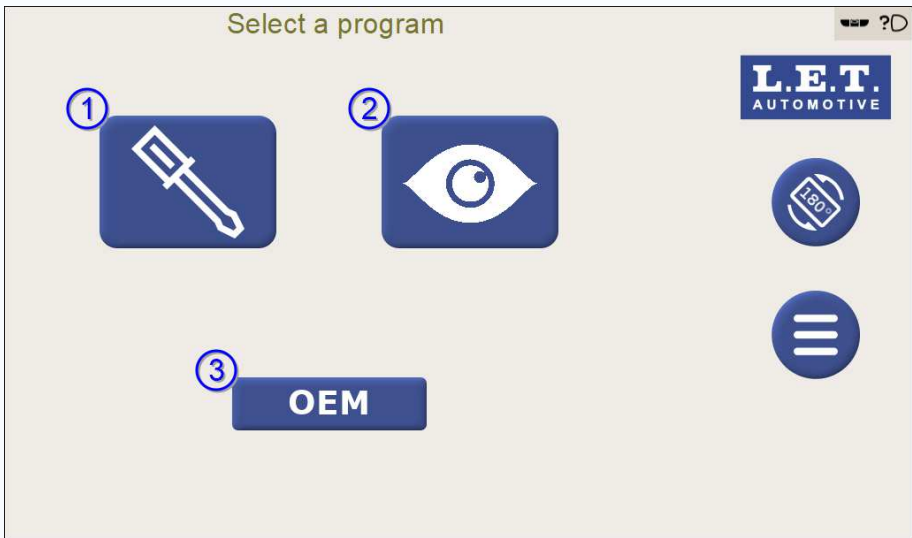 Select a program
?
L.E.T.
AUTOMOTIVE
1
2
180°
3
OEM